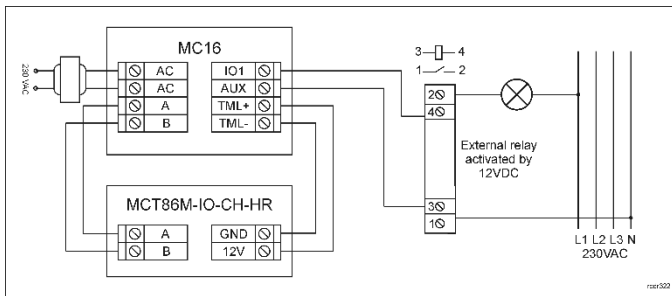 MC16
230 VAC
AC
AC
A
B
IO1
AUX
TML+
TML-
MCT86M-IO-CH-HR
A
B
GND
12V
3 4
1 2
2
4
3
1
External relay
activated by
12VDC
L1 L2 L3 N
230VAC